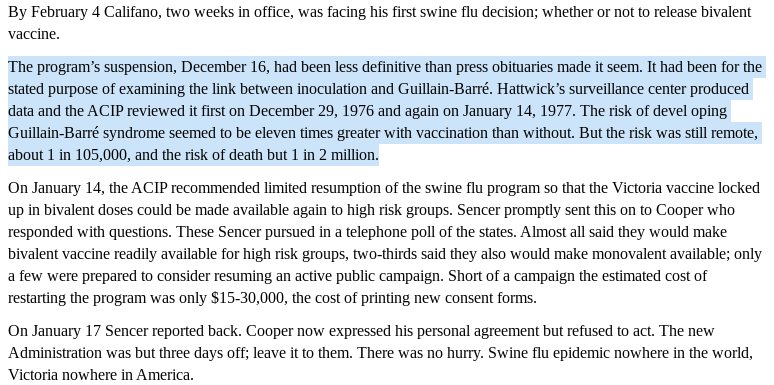 By February 4 Califano, two weeks in office, was facing his first swine flu decision; whether or not to release bivalent
vaccine.
The program’s suspension, December 16, had been less definitive than press obituaries made it seem. It had been for the
stated purpose of examining the link between inoculation and Guillain-Barré. Hattwick’s surveillance center produced
data and the ACIP reviewed it first on December 29, 1976 and again on January 14, 1977. The risk of devel oping
Guillain-Barré syndrome seemed to be eleven times greater with vaccination than without. But the risk was still remote,
about 1 in 105,000, and the risk of death but 1 in 2 million.
On January 14, the ACIP recommended limited resumption of the swine flu program so that the Victoria vaccine locked
up in bivalent doses could be made available again to high risk groups. Sencer promptly sent this on to Cooper who
responded with questions. These Sencer pursued in a telephone poll of the states. Almost all said they would make
bivalent vaccine readily available for high risk groups, two-thirds said they also would make monovalent available; only
a few were prepared to consider resuming an active public campaign. Short of a campaign the estimated cost of
restarting the program was only $15-30,000, the cost of printing new consent forms.
On January 17 Sencer reported back. Cooper now expressed his personal agreement but refused to act. The new
Administration was but three days off; leave it to them. There was no hurry. Swine flu epidemic nowhere in the world,
Victoria nowhere in America.